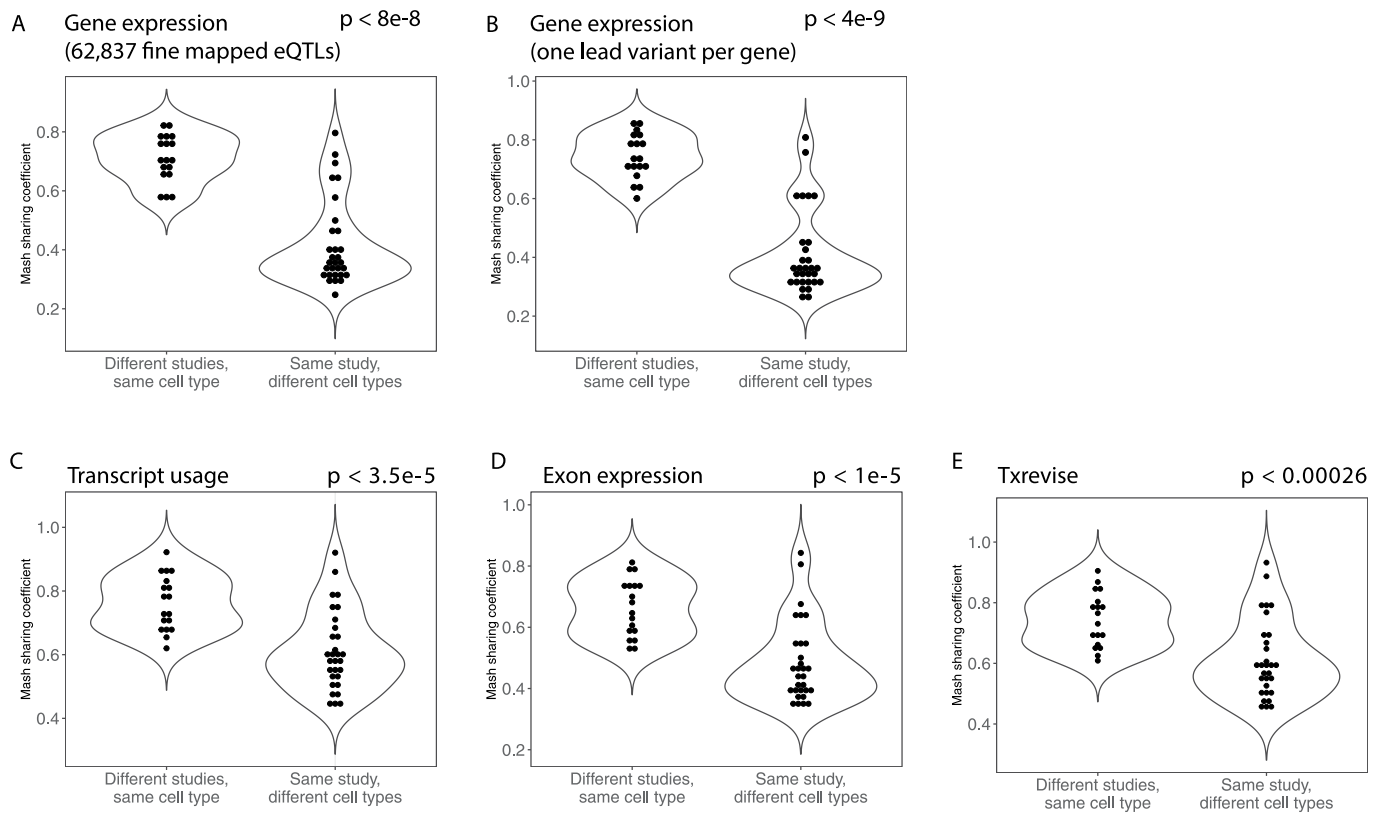 A
Gene expression
(62,837 fine mapped eQTLs)
p < 8e-8
Mash sharing coefficient
0.8
0.6
0.4
0.2
Different studies,
same cell type
Same study,
different cell types
B
Gene expression
(one lead variant per gene)
p < 4e-9
Mash sharing coefficient
1.0
0.8
0.6
0.4
0.2
Different studies,
same cell type
Same study,
different cell types
C
Transcript usage
p < 3.5e-5
Mash sharing coefficient
1.0
0.8
0.6
0.4
Different studies,
same cell type
Same study,
different cell types
D
Exon expression
p < 1e-5
Mash sharing coefficient
1.0
0.8
0.6
0.4
0.2
Different studies,
same cell type
Same study,
different cell types
E
Txrevise
p < 0.00026
Mash sharing coefficient
1.0
0.8
0.6
0.4
Different studies,
same cell type
Same study,
different cell types